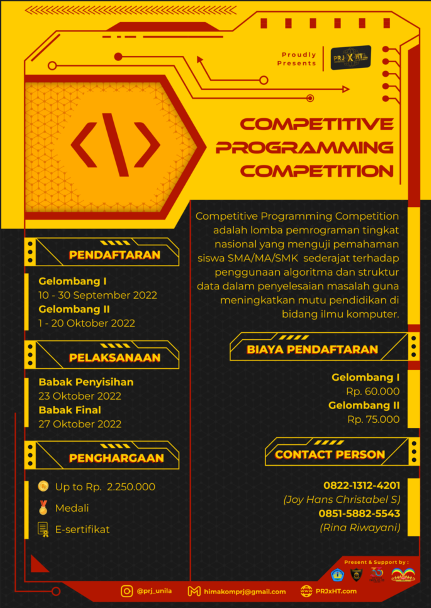 Proudly
Presents
PRJ X HT
</>
COMPETITIVE
PROGRAMMING
COMPETITION
Competitive Programming Competition
adalah lomba pemrograman tingkat
nasional yang menguji pemahaman
siswa SMA/MA/SMK sederajat terhadap
penggunaan algoritma dan struktur
data dalam penyelesaian masalah guna
meningkatkan mutu pendidikan di
bidang ilmu komputer.
PENDAFTARAN
Gelombang I
10 - 30 September 2022
Gelombang II
1 - 20 Oktober 2022
PELAKSANAAN
Babak Penyisihan
23 Oktober 2022
Babak Final
27 Oktober 2022
PENGHARGAAN
Up to Rp. 2.250.000
Medali
E-sertifikat
BIAYA PENDAFTARAN
Gelombang I
Rp. 60.000
Gelombang II
Rp. 75.000
CONTACT PERSON
0822-1312-4201
(Joy Hans Christabel S)
0851-5882-5543
(Rina Riwayani)
Present & Support by :
@prj_unila
himakomprj@gmail.com
PRJxHT.com